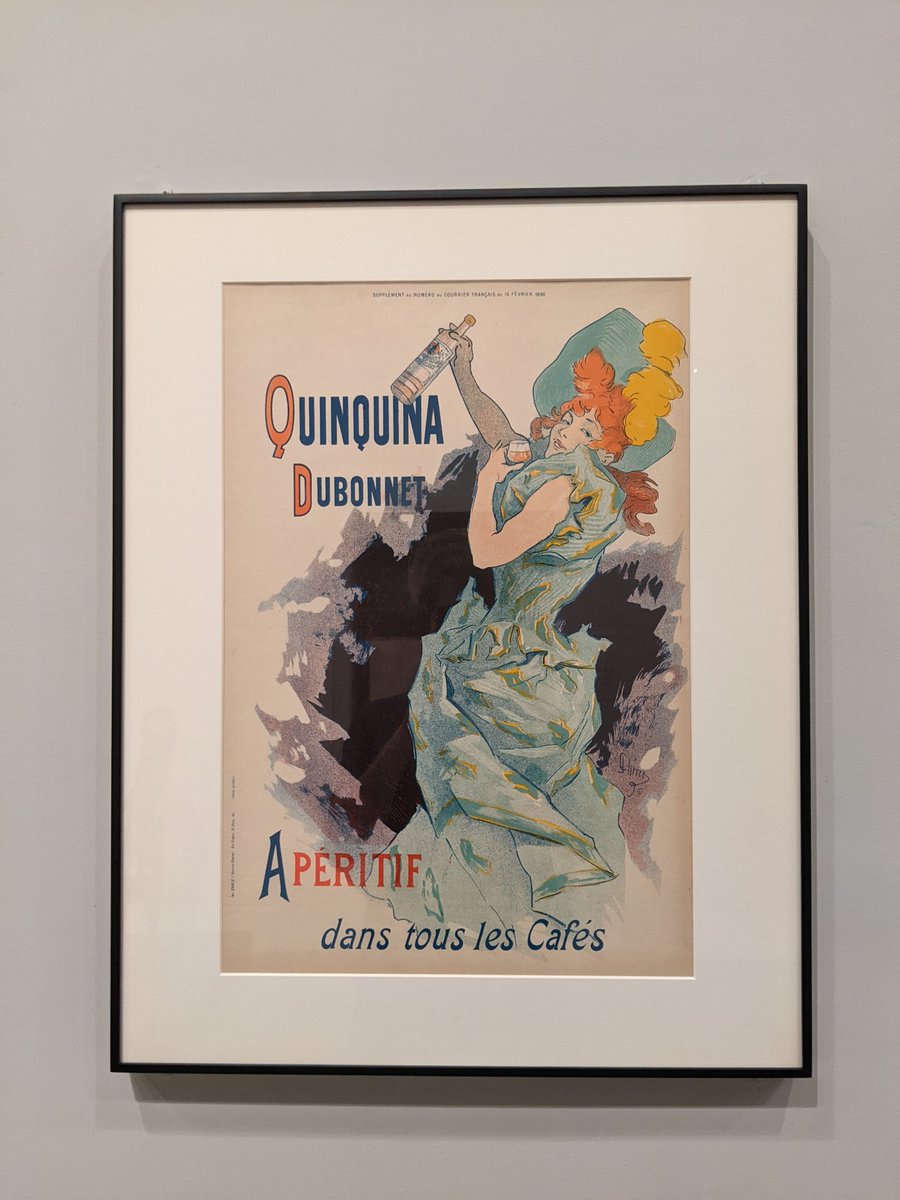 SUPPLÉMENT AU NUMÉRO DU COURRIER FRANÇAIS DU 16 FÉVRIER 1896
QUINQUINA
DUBONNET
APÉRITIF
dans tous les Cafés